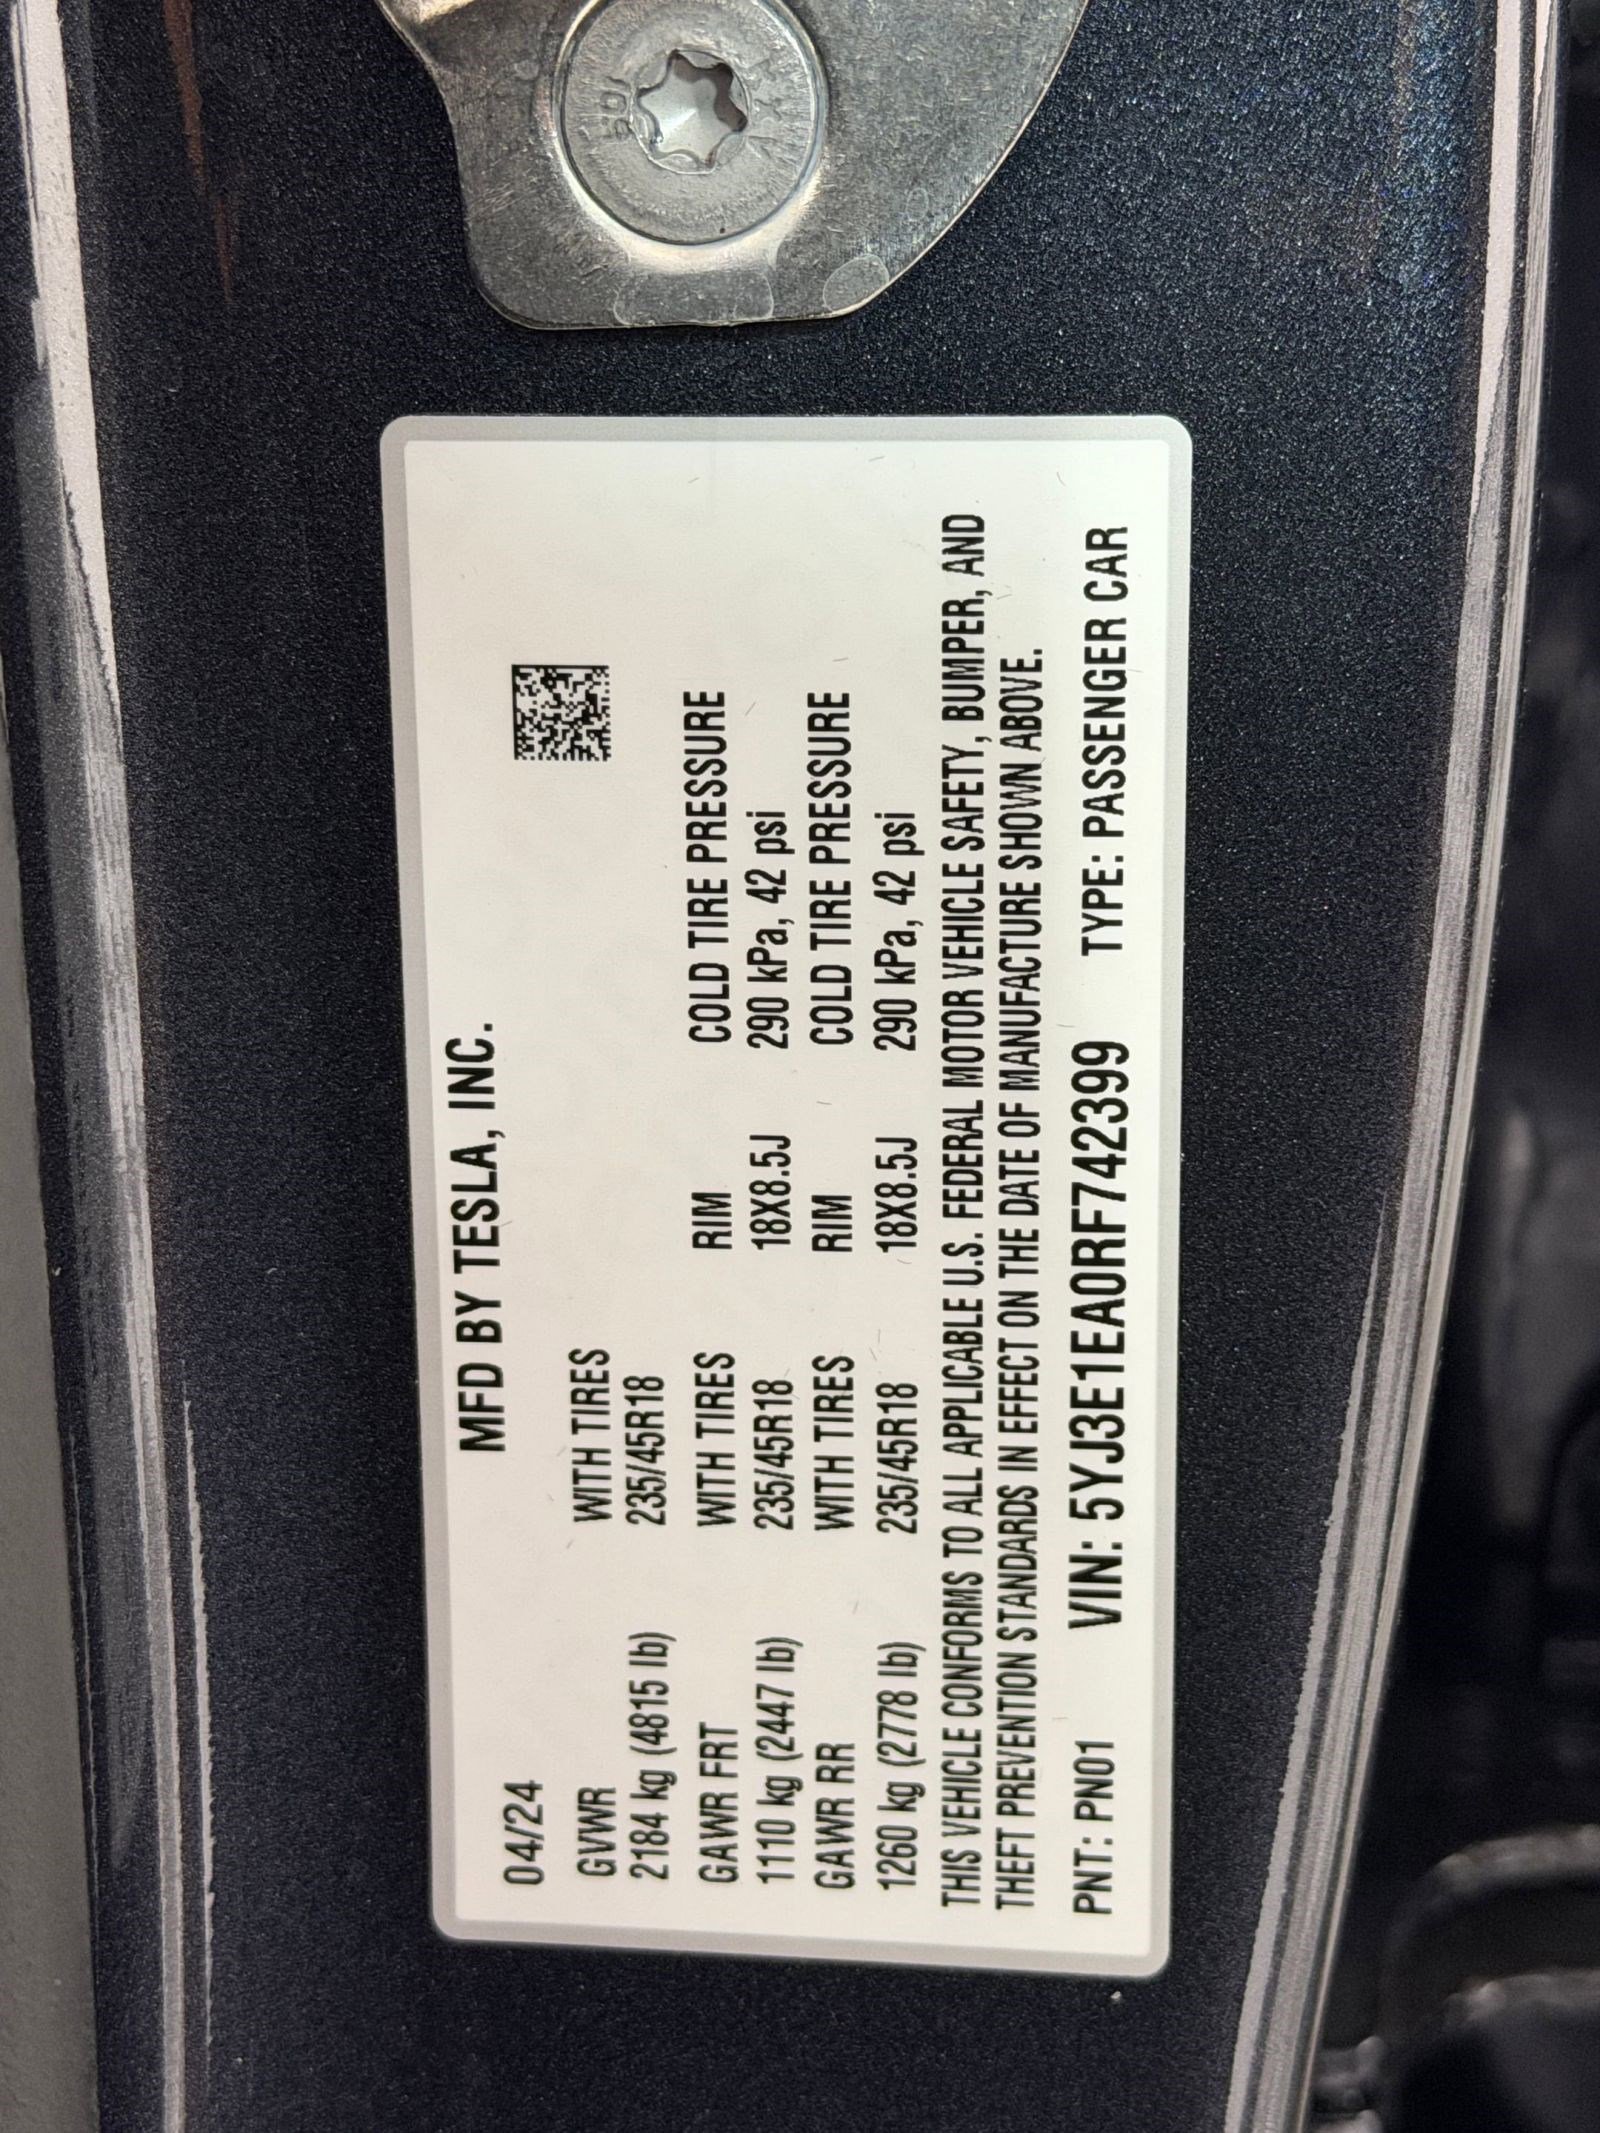 MFD BY TESLA, INC.
04/24
GVWR WITH TIRES
2184 kg (4815 lb) 235/45R18
GAWR FRT WITH TIRES RIM COLD TIRE PRESSURE
1110 kg (2447 lb) 235/45R18 18X8.5J 290 kPa, 42 psi
GAWR RR WITH TIRES RIM COLD TIRE PRESSURE
1260 kg (2778 lb) 235/45R18 18X8.5J 290 kPa, 42 psi
THIS VEHICLE CONFORMS TO ALL APPLICABLE U.S. FEDERAL MOTOR VEHICLE SAFETY, BUMPER, AND
THEFT PREVENTION STANDARDS IN EFFECT ON THE DATE OF MANUFACTURE SHOWN ABOVE.
PNT: PN01 VIN: 5YJ3E1EA0RF742399 TYPE: PASSENGER CAR